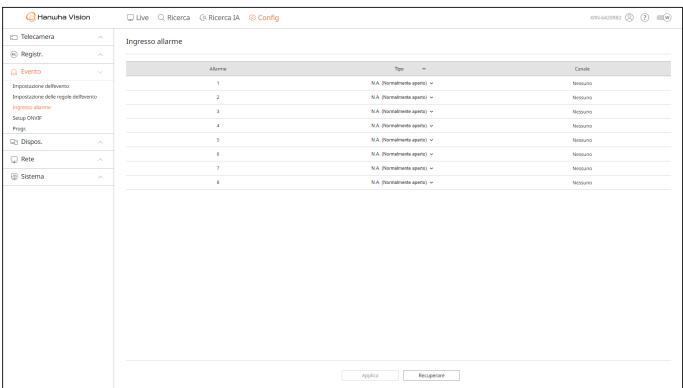 Hanwha Vision
Live Ricerca Ricerca IA Config
XRN-6420RB2
Telecamera
Registr.
Evento
Impostazione dell'evento
Impostazione delle regole dell'evento
Ingresso allarme
Setup ONVIF
Progr.
Dispos.
Rete
Sistema
Ingresso allarme
Allarme Tipo Canale
1 N.A. (Normalmente aperto) Nessuno
2 N.A. (Normalmente aperto) Nessuno
3 N.A. (Normalmente aperto) Nessuno
4 N.A. (Normalmente aperto) Nessuno
5 N.A. (Normalmente aperto) Nessuno
6 N.A. (Normalmente aperto) Nessuno
7 N.A. (Normalmente aperto) Nessuno
8 N.A. (Normalmente aperto) Nessuno
Applica Recuperare